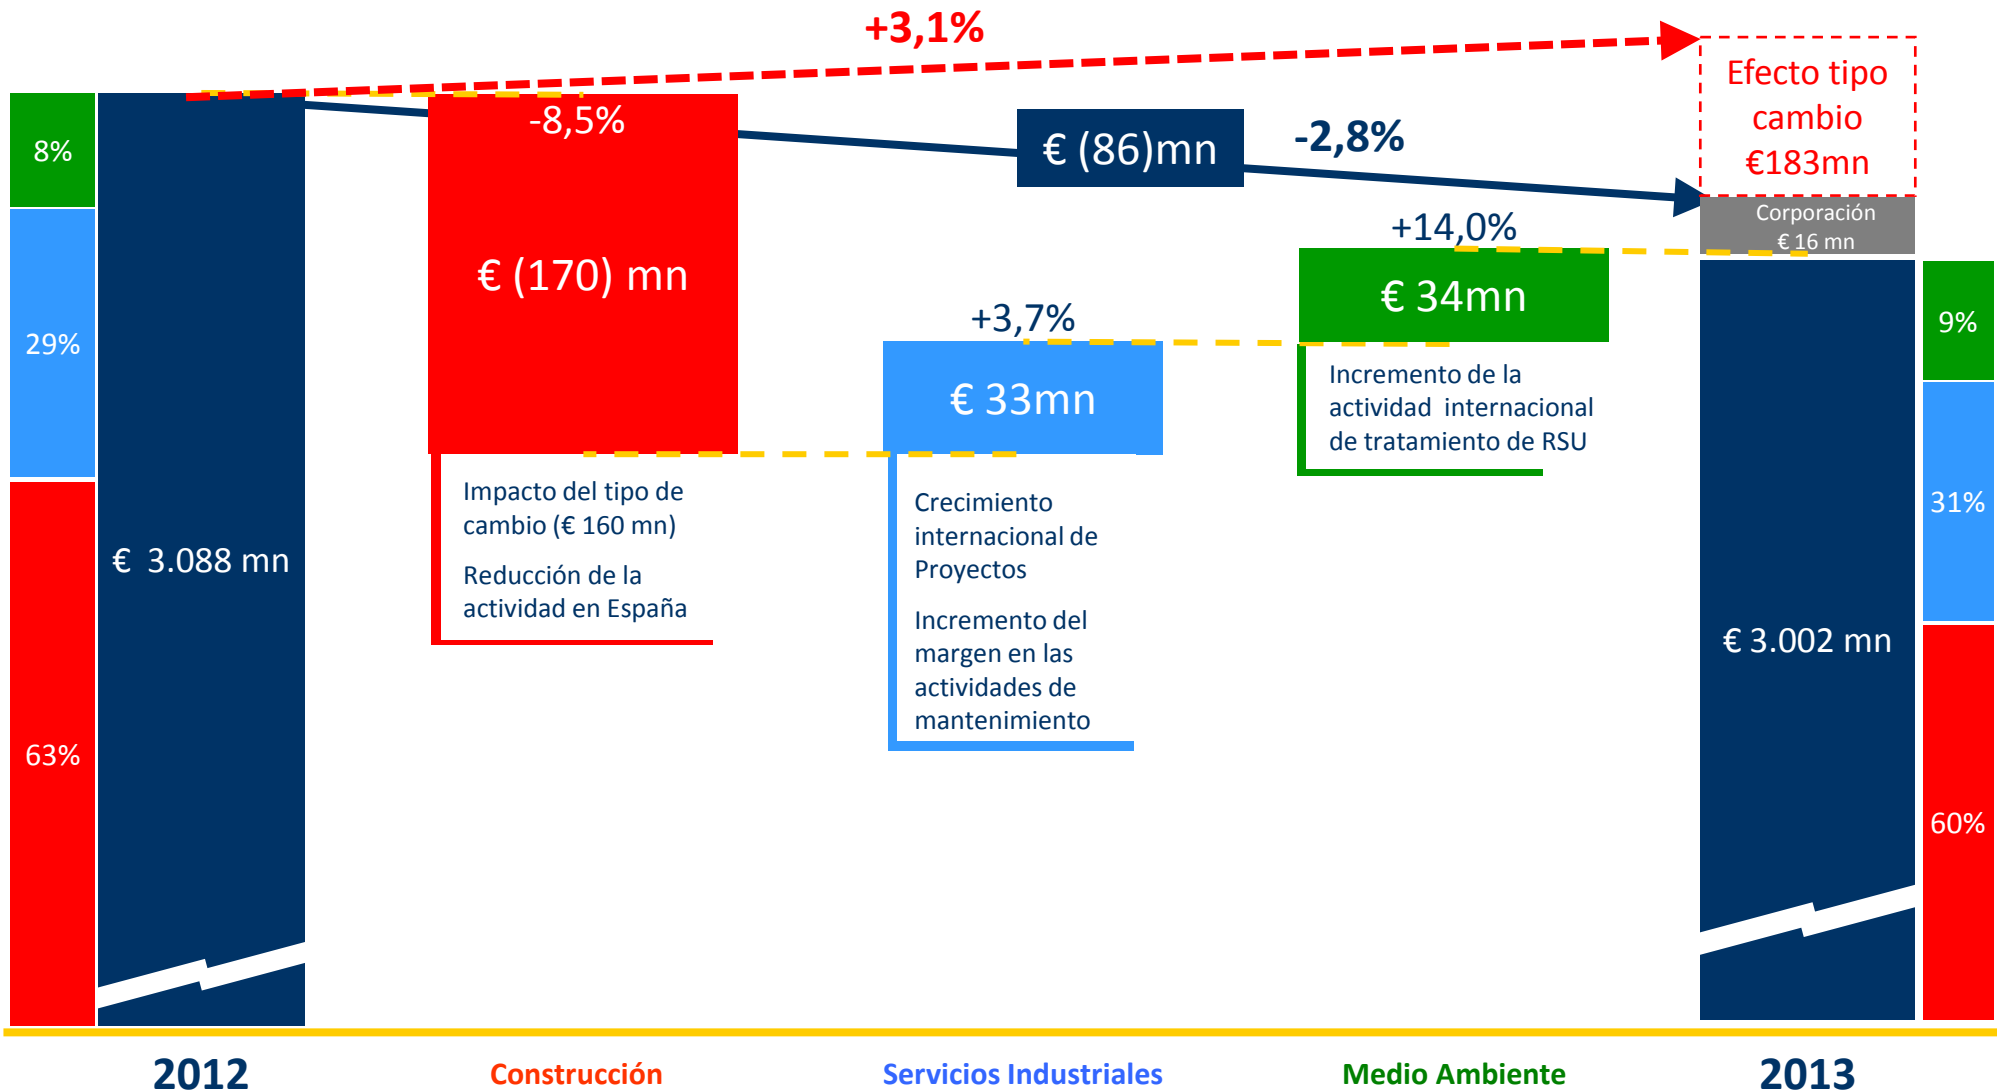 +3,1%
8%
29%
63%
€  3.088 mn
-8,5%
€ (170) mn
Impacto del tipo de
cambio (€ 160 mn)
Reducción de la
actividad en España
€ (86)mn
-2,8%
+3,7%
€ 33mn
Crecimiento
internacional de
Proyectos
Incremento del
margen en las
actividades de
mantenimiento
+14,0%
€ 34mn
Incremento de la
actividad  internacional
de tratamiento de RSU
Efecto tipo
cambio
€183mn
Corporación
€ 16 mn
€ 3.002 mn
9%
31%
60%
2012
Construcción
Servicios Industriales
Medio Ambiente
2013